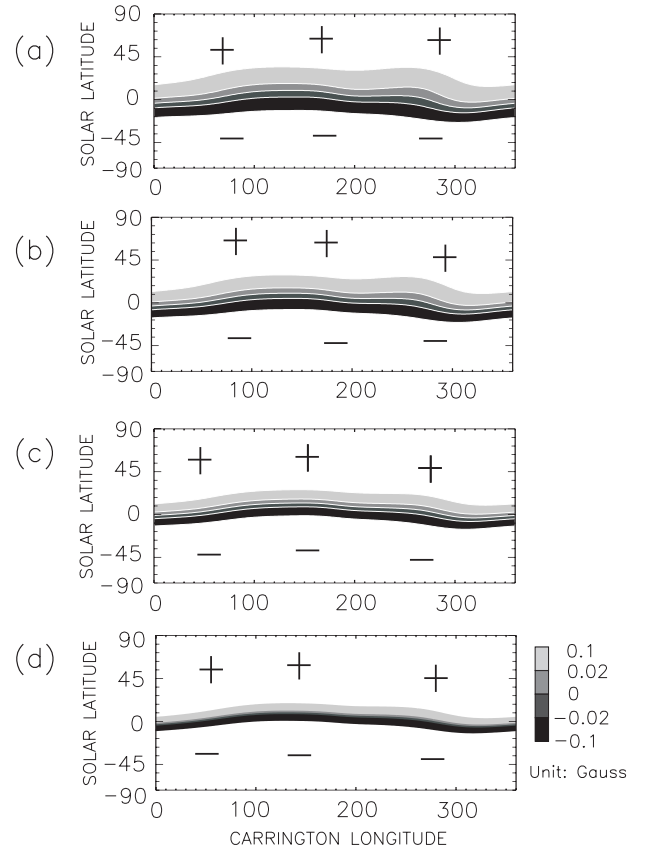 (a)
SOLAR LATITUDE
90
45
0
−45
−90
0 100 200 300
(b)
SOLAR LATITUDE
90
45
0
−45
−90
0 100 200 300
(c)
SOLAR LATITUDE
90
45
0
−45
−90
0 100 200 300
(d)
SOLAR LATITUDE
90
45
0
−45
−90
0 100 200 300
CARRINGTON LONGITUDE
0.1
0.02
0
−0.02
−0.1
Unit: Gauss